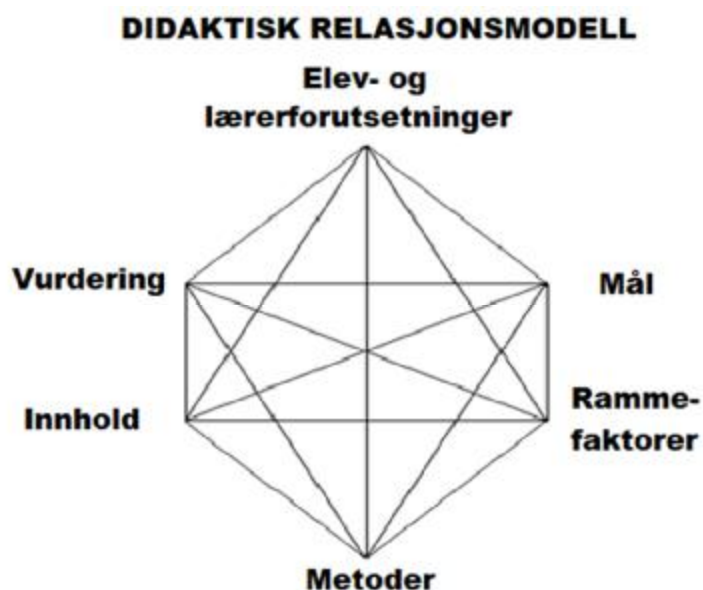 DIDAKTISK RELASJONSMODELL
Elev- og
lærerforutsetninger
Vurdering
Mål
Innhold
Ramme-
faktorer
Metoder